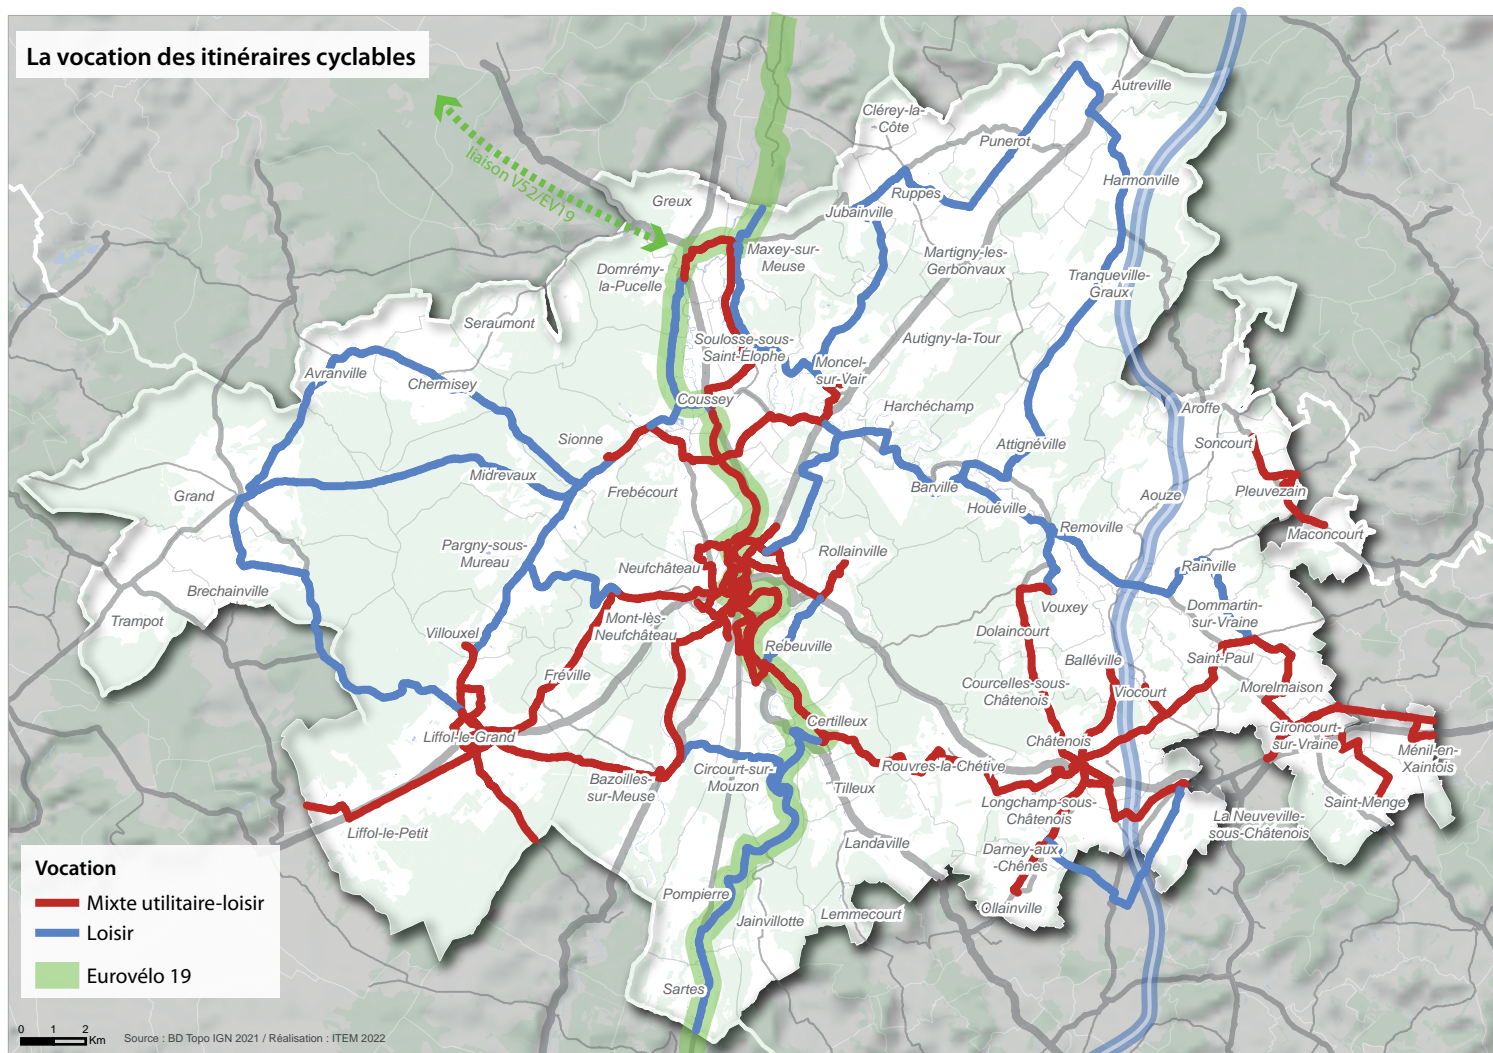 La vocation des itinéraires cyclables
liaison V52/EV19
Autreville
Clérey-la-
Côte
Punerot
Harmonville
Ruppes
Greux
Jubainville
Maxey-sur-
Meuse
Martigny-les-
Gerbonvaux
Domrémy-
la-Pucelle
Tranqueville-
Graux
Seraumont
Soulosse-sous-
Saint-Élophe
Autigny-la-Tour
Moncel-
sur-Vair
Avranville
Chermisey
Coussey
Harchéchamp
Aroffe
Sionne
Attignéville
Soncourt
Midrevaux
Frebécourt
Barville
Pleuvezain
Grand
Aouze
Houéville
Removille
Maconcourt
Pargny-sous-
Mureau
Rollainville
Neufchâteau
Rainville
Brechainville
Vouxey
Dommartin-
sur-Vraine
Trampot
Mont-lès-
Neufchâteau
Villouxel
Dolaincourt
Rebeuville
Balléville
Saint-Paul
Fréville
Courcelles-sous-
Châtenois
Viocourt
Morelmaison
Certilleux
Liffol-le-Grand
Châtenois
Gironcourt-
sur-Vraine
Ménil-en-
Xaintois
Bazoilles-
sur-Meuse
Circourt-sur-
Mouzon
Rouvres-la-Chétive
Tilleux
Longchamp-sous-
Châtenois
Saint-Menge
La Neuveville-
sous-Châtenois
Liffol-le-Petit
Landaville
Darney-aux
-Chênes
Pompierre
Jainvillotte
Lemmecourt
Ollainville
Sartes
Vocation
Mixte utilitaire-loisir
Loisir
Eurovélo 19
0 1 2
Km
Source : BD Topo IGN 2021 / Réalisation : ITEM 2022